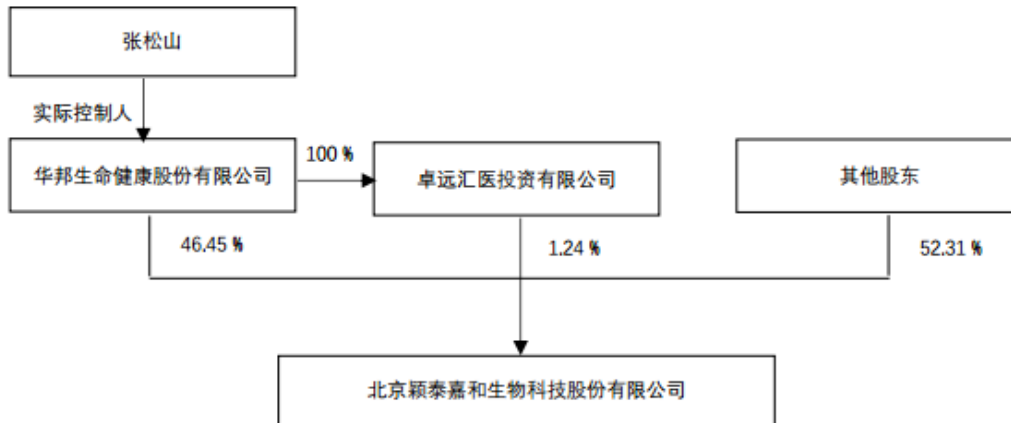 张松山
实际控制人
华邦生命健康股份有限公司
100 %
卓远汇医投资有限公司
其他股东
46.45 %
1.24 %
52.31 %
北京颖泰嘉和生物科技股份有限公司